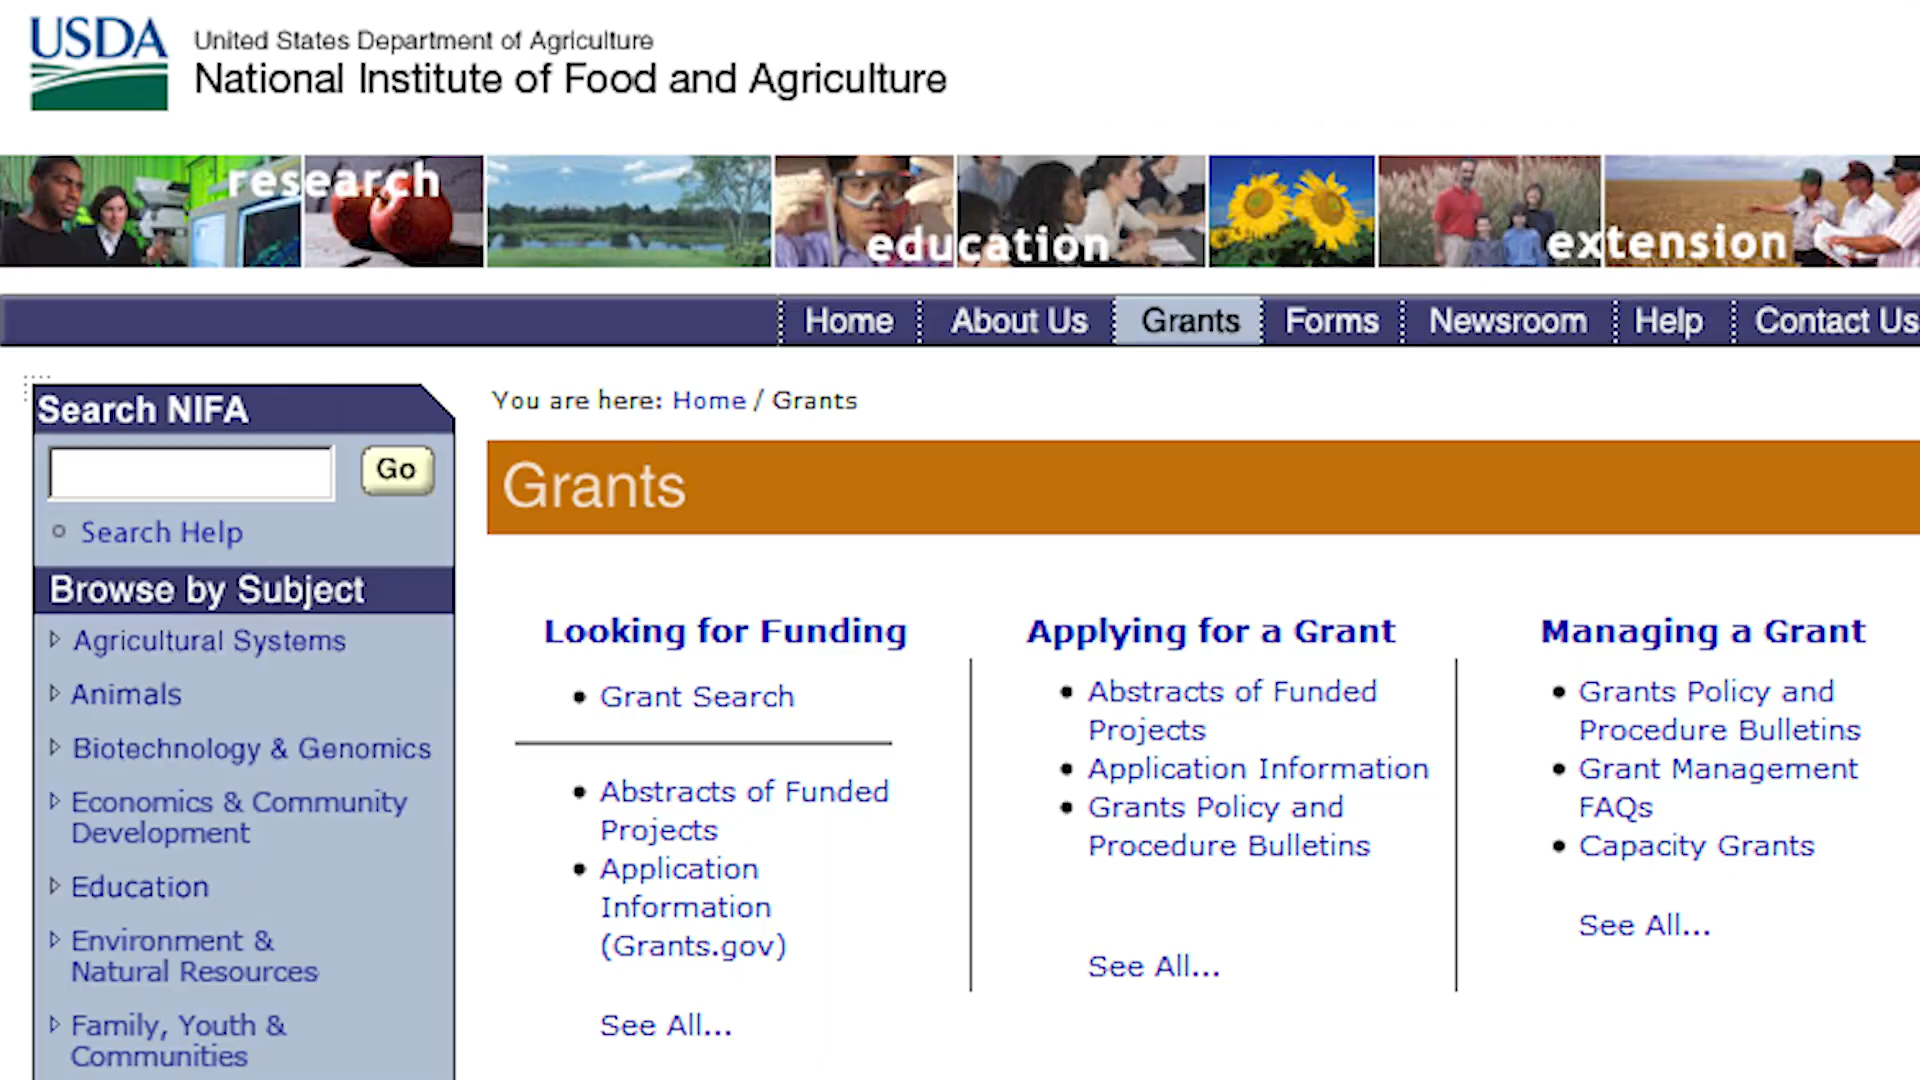 USDA
United States Department of Agriculture
National Institute of Food and Agriculture
research
education
extension
Home
About Us
Grants
Forms
Newsroom
Help
Contact Us
Search NIFA
Go
Search Help
Browse by Subject
Agricultural Systems
Animals
Biotechnology & Genomics
Economics & Community
Development
Education
Environment &
Natural Resources
Family, Youth &
Communities
You are here: Home / Grants
Grants
Looking for Funding
Grant Search
Abstracts of Funded
Projects
Application
Information
(Grants.gov)
See All...
Applying for a Grant
Abstracts of Funded
Projects
Application Information
Grants Policy and
Procedure Bulletins
See All...
Managing a Grant
Grants Policy and
Procedure Bulletins
Grant Management
FAQs
Capacity Grants
See All...